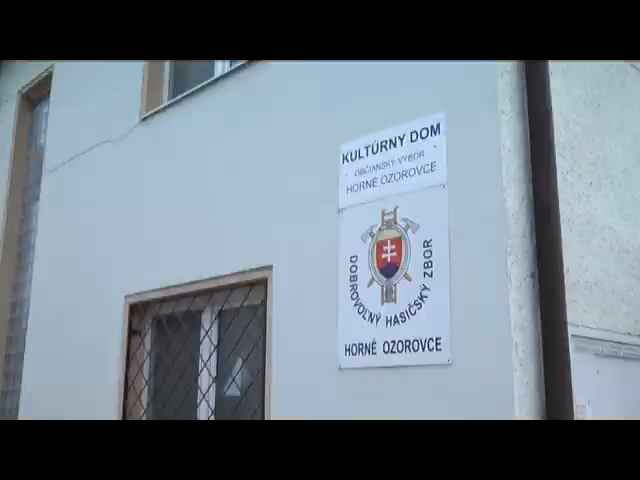 KULTÚRNY DOM
OBČIANSKY VÝBOR
HORNÉ OZOROVCE
DOBROVOĽNÝ HASIČSKÝ ZBOR
HORNÉ OZOROVCE